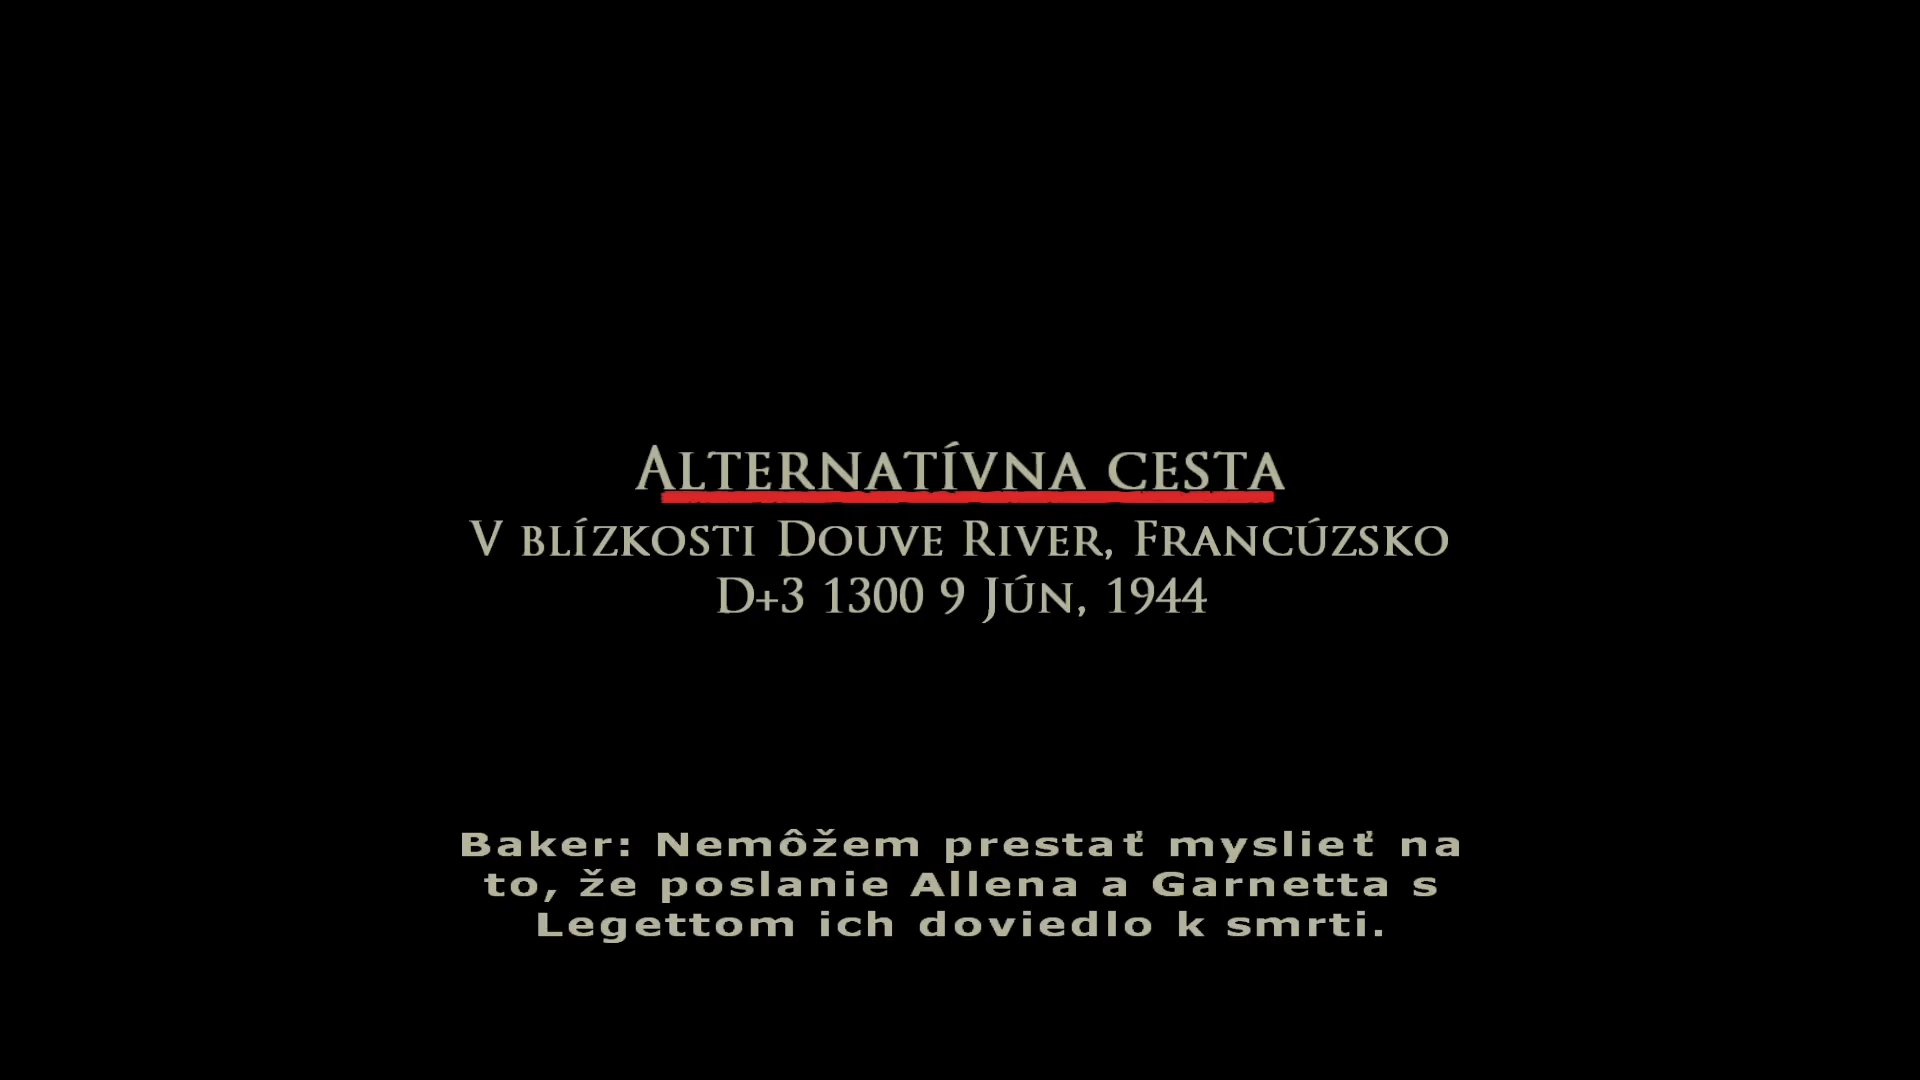 Alternatívna cesta
V blízkosti Douve River, Francúzsko
D+3 1300 9 Jún, 1944
Baker: Nemôžem prestať myslieť na
to, že poslanie Allena a Garnetta s
Legettom ich doviedlo k smrti.